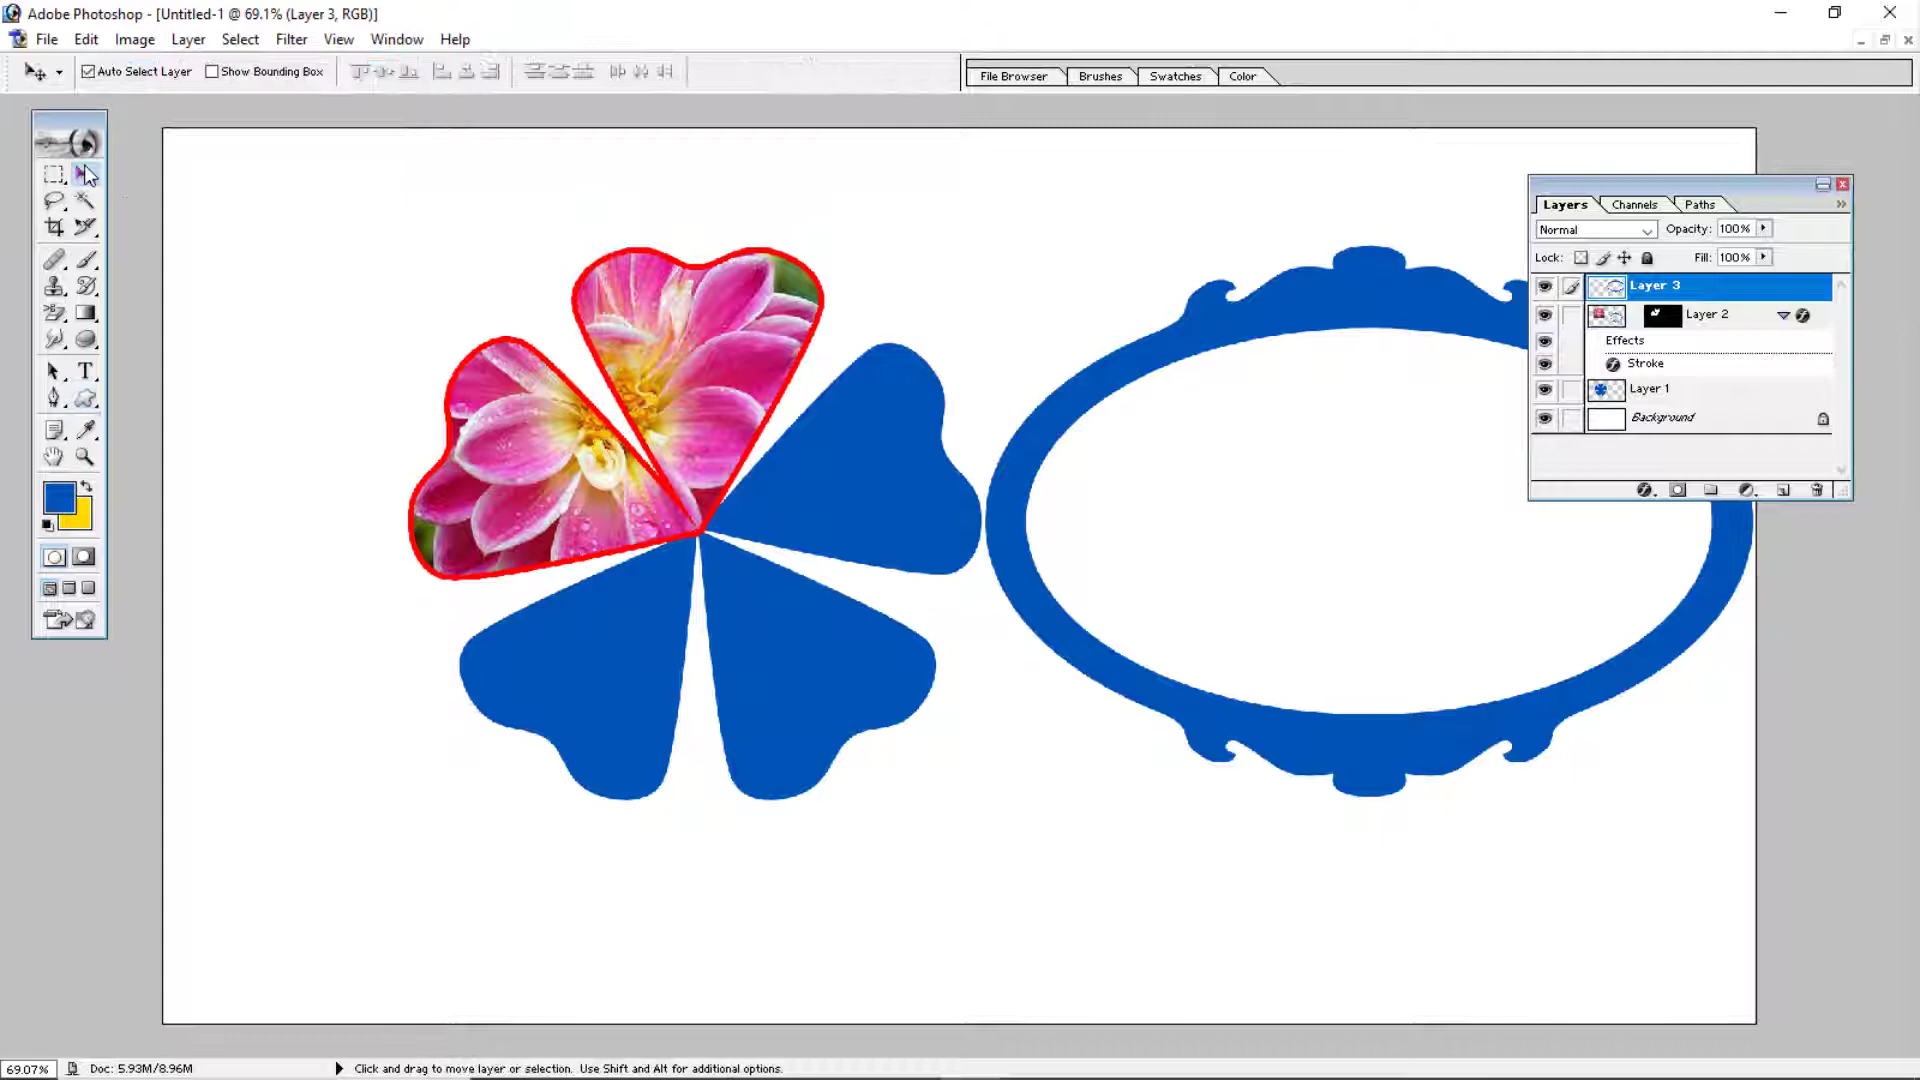 Adobe Photoshop - [Untitled-1 @ 69.1% (Layer 3, RGB)]
File Edit Image Layer Select Filter View Window Help
Auto Select Layer Show Bounding Box File Browser Brushes Swatches Color
Layers Channels Paths
Normal Opacity: 100%
Lock: Fill: 100%
Layer 3
Layer 2
Effects
Stroke
Layer 1
Background
T
69.07% Doc: 5.93M/8.96M Click and drag to move layer or selection. Use Shift and Alt for additional options.